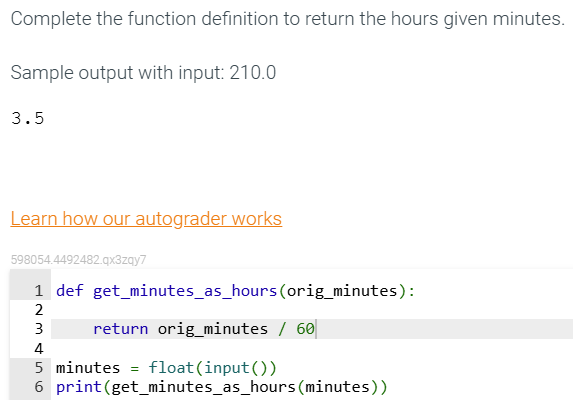 Complete the function definition to return the hours given minutes.
Sample output with input: 210.0
3.5
Learn how our autograder works
598054.4492482.qx3zqy7
1 def get_minutes_as_hours(orig_minutes):
2
3     return orig_minutes / 60
4
5 minutes = float(input())
6 print(get_minutes_as_hours(minutes))